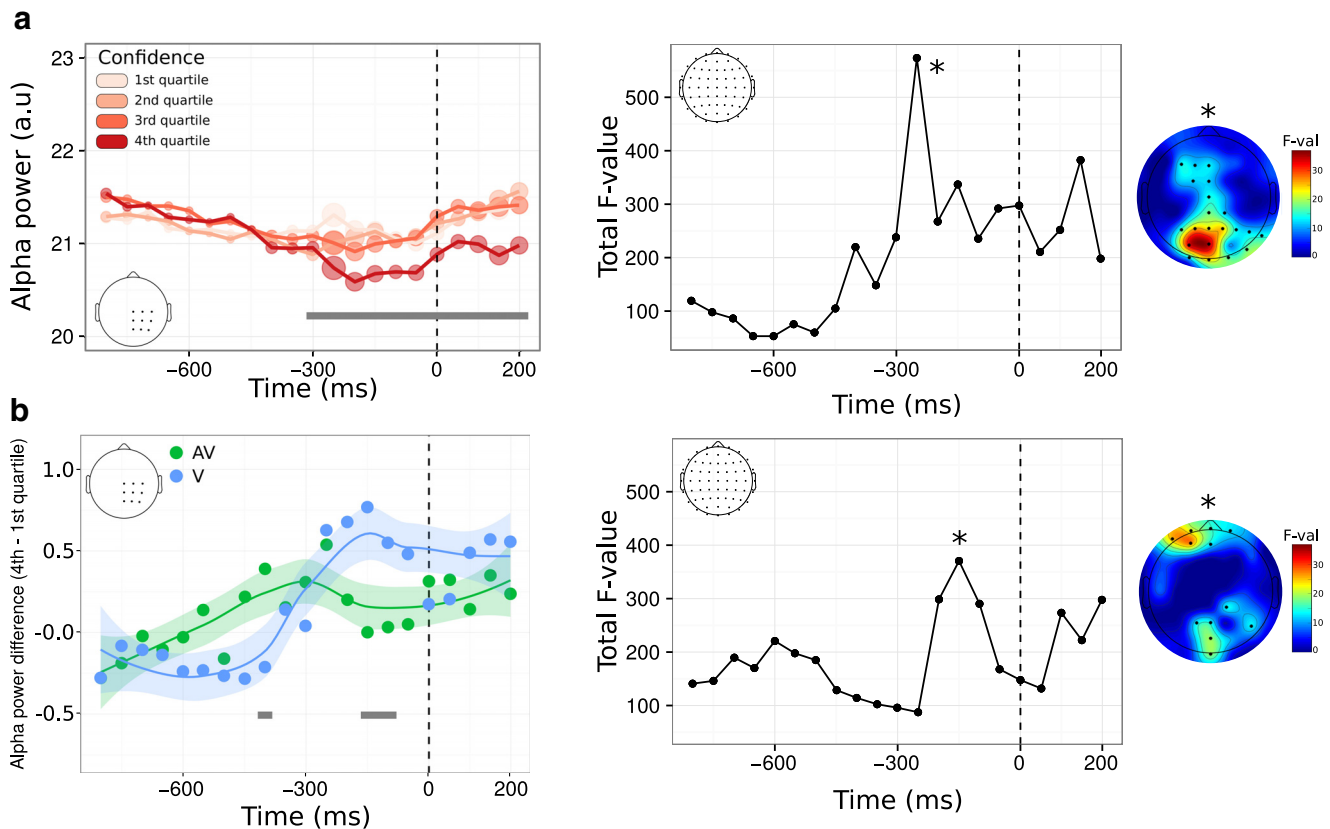 a
Alpha power (a.u)
23
22
21
20
Confidence
1st quartile
2nd quartile
3rd quartile
4th quartile
−600
−300
0
200
Time (ms)
Total F-value
500
400
300
200
100
*
−600
−300
0
200
Time (ms)
*
F-val
30
20
10
0
b
Alpha power difference (4th - 1st quartile)
1.0
0.5
-0.0
-0.5
AV
V
−600
−300
0
200
Time (ms)
Total F-value
500
400
300
200
100
*
−600
−300
0
200
Time (ms)
*
F-val
30
20
10
0